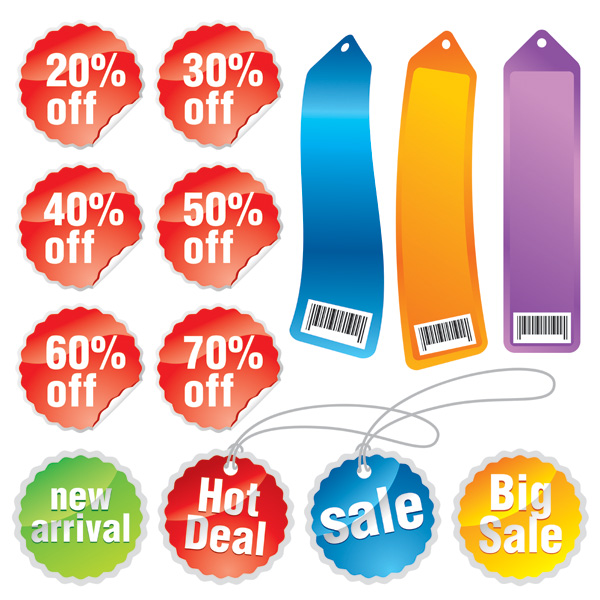 20%
off
30%
off
40%
off
50%
off
60%
off
70%
off
new
arrival
Hot
Deal
sale
Big
Sale